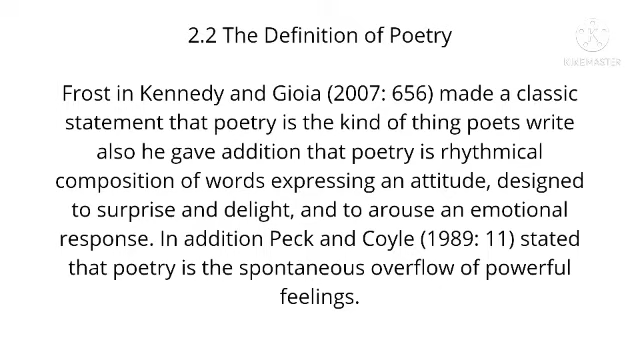 2.2 The Definition of Poetry
KINEMASTER
Frost in Kennedy and Gioia (2007: 656) made a classic
statement that poetry is the kind of thing poets write
also he gave addition that poetry is rhythmical
composition of words expressing an attitude, designed
to surprise and delight, and to arouse an emotional
response. In addition Peck and Coyle (1989: 11) stated
that poetry is the spontaneous overflow of powerful
feelings.